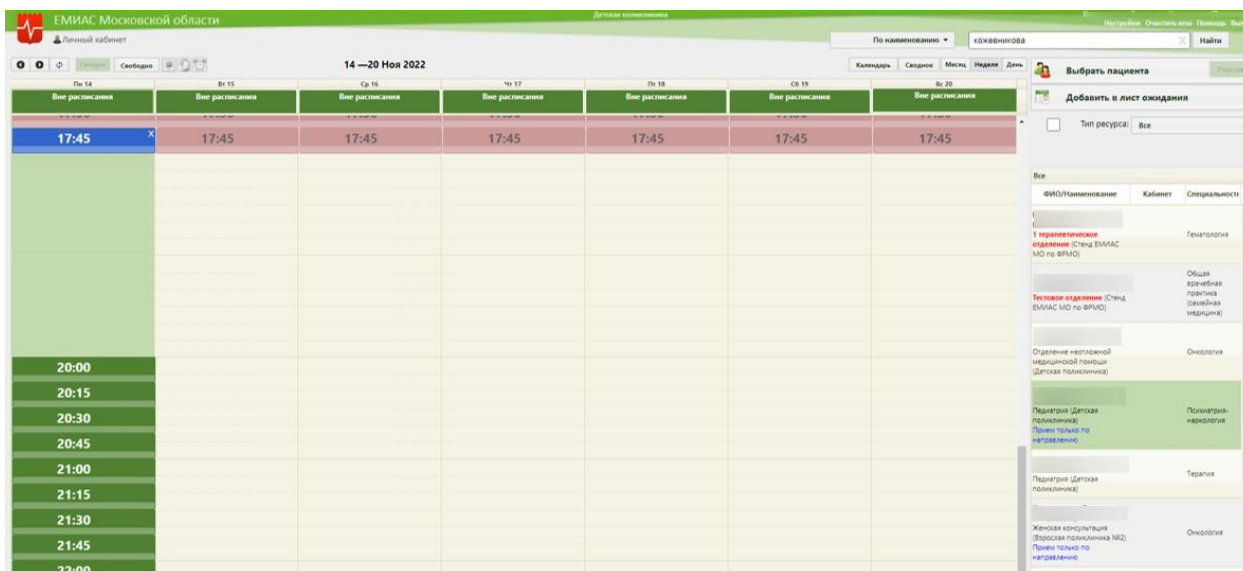 ЕМИАС Московской области
Детская поликлиника
Настройки Очистить кеш Помощь
Личный кабинет
По наименованию
кожевникова
Найти
Сегодня
Свободно
14 —20 Ноя 2022
Календарь Сводное Месяц Неделя День
Выбрать пациента
Пн 14 Вт 15 Ср 16 Чт 17 Пт 18 Сб 19 Вс 20
Вне расписания Вне расписания Вне расписания Вне расписания Вне расписания Вне расписания Вне расписания
Добавить в лист ожидания
Тип ресурса: Все
17:45 X 17:45 17:45 17:45 17:45 17:45 17:45
Все
ФИО/Наименование Кабинет Специальность
1 терапевтическое
отделение (Стенд ЕМИАС
МО по ФРМО)
Гематология
Тестовое отделение (Стенд
ЕМИАС МО по ФРМО)
Общая
врачебная
практика
(семейная
медицина)
Отделение неотложной
медицинской помощи
(Детская поликлиника)
Онкология
Педиатрия (Детская
поликлиника)
Прием только по
направлению
Психиатрия-
наркология
Педиатрия (Детская
поликлиника)
Терапия
Женская консультация
(Взрослая поликлиника №2)
Прием только по
направлению
Онкология
20:00
20:15
20:30
20:45
21:00
21:15
21:30
21:45
22:00